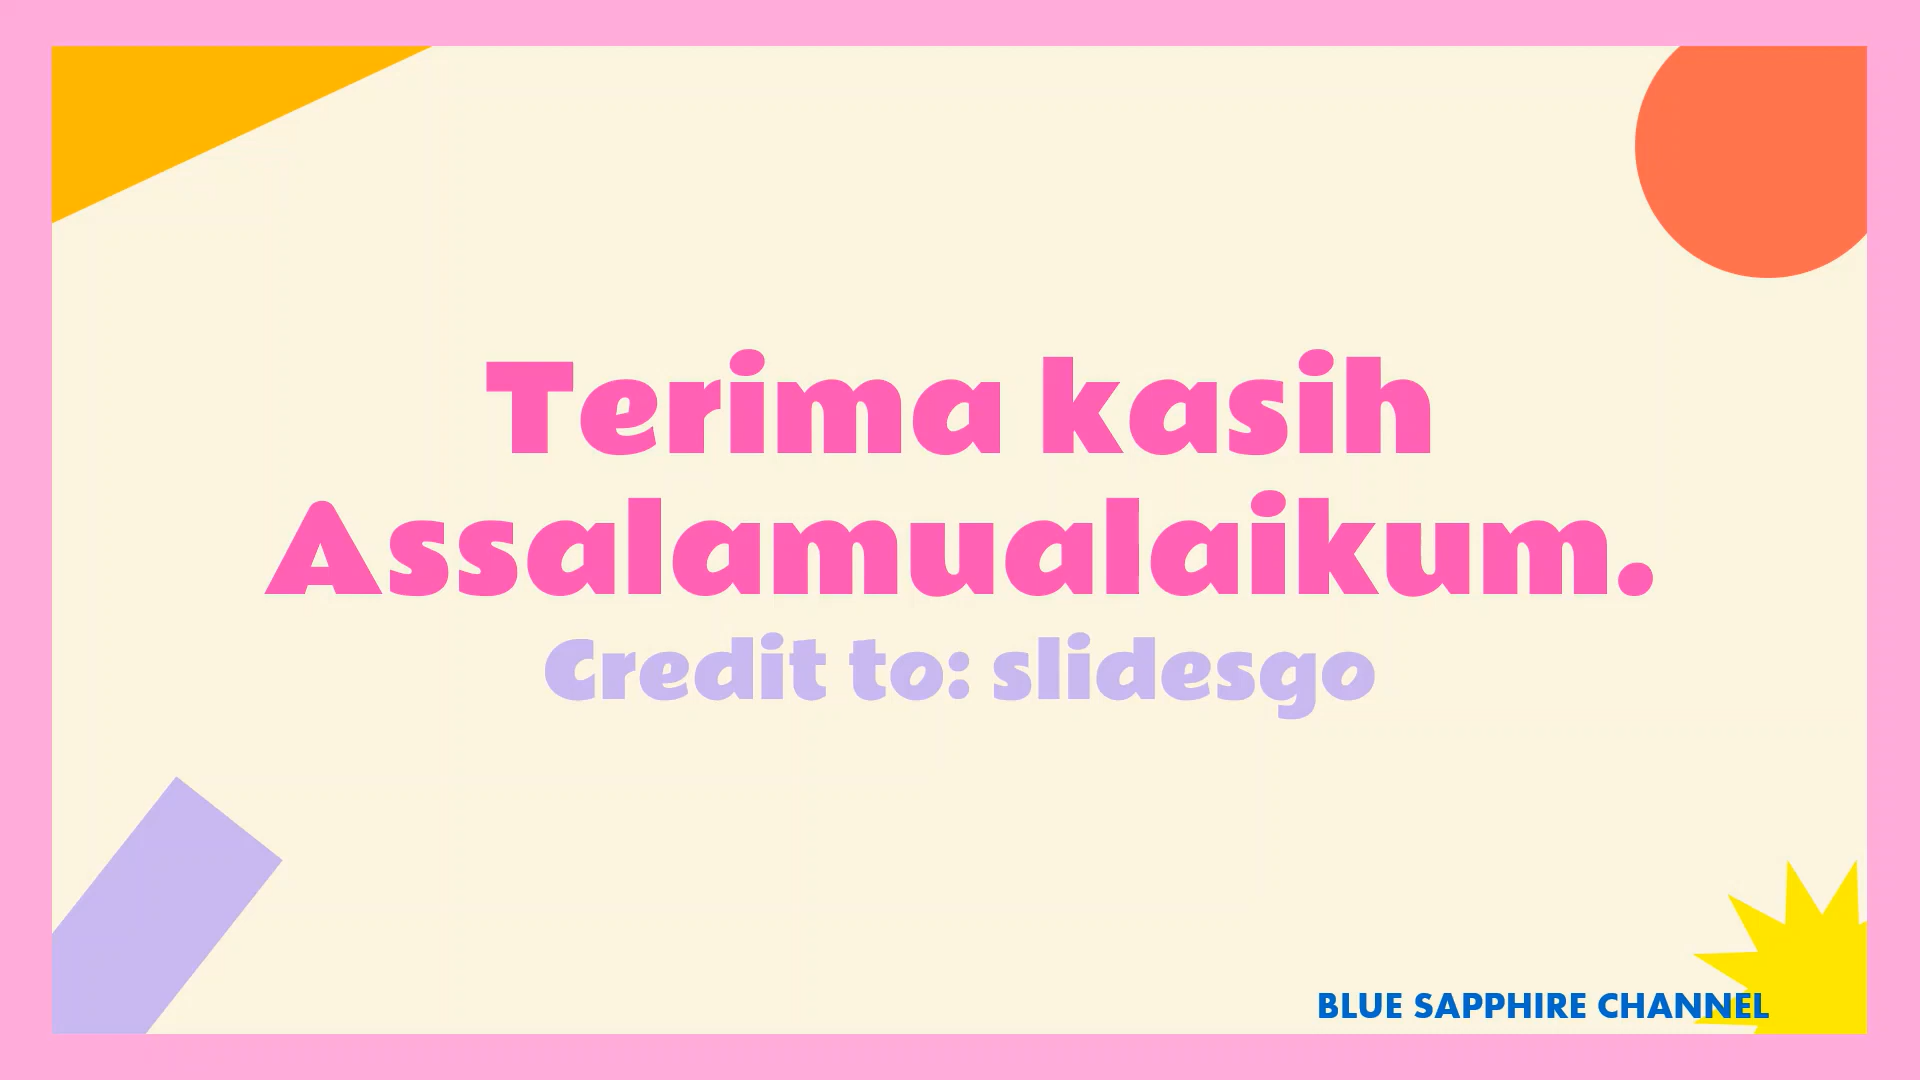 Terima kasih
Assalamualaikum.
Credit to: slidesgo
BLUE SAPPHIRE CHANNEL